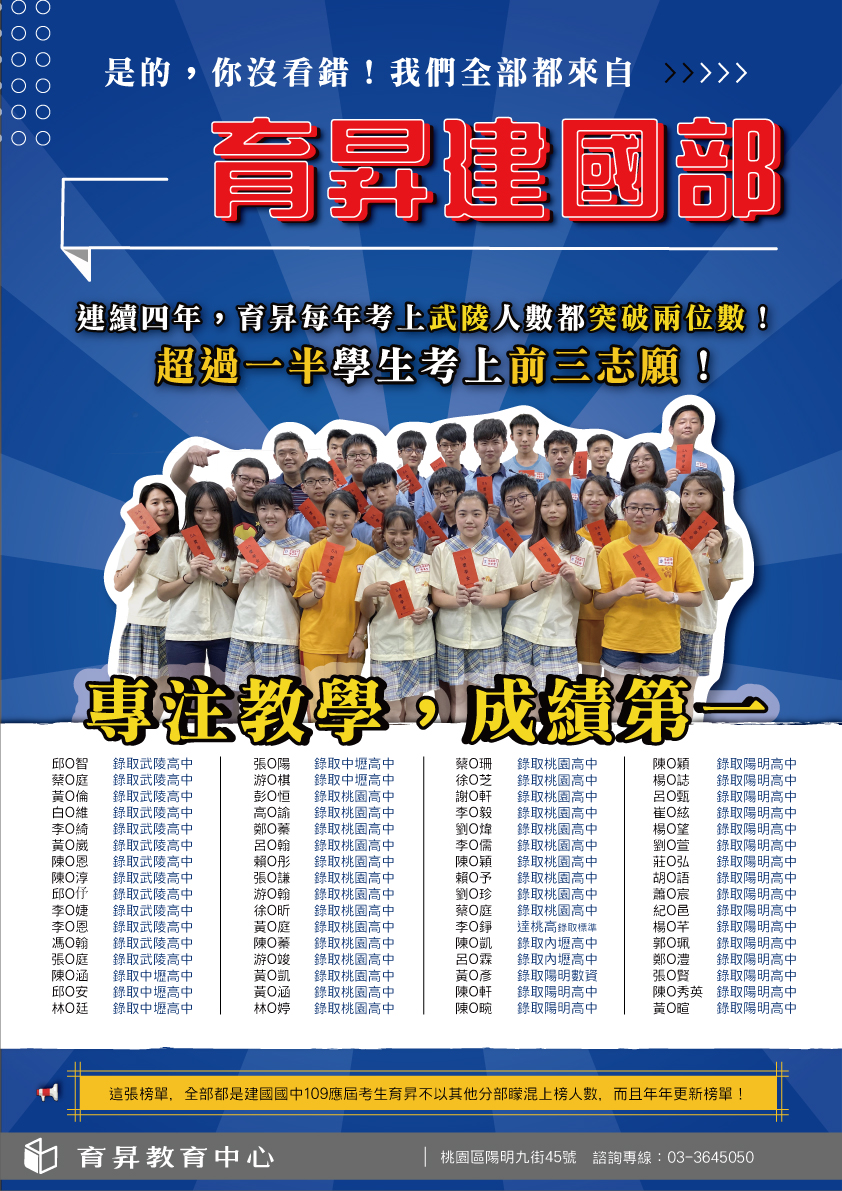 是的，你沒看錯！我們全部都來自 >>>>>
育昇建國部
連續四年，育昇每年考上武陵人數都突破兩位數！
超過一半學生考上前三志願！
專注教學，成績第一
邱O智 錄取武陵高中
蔡O庭 錄取武陵高中
黃O倫 錄取武陵高中
白O維 錄取武陵高中
李O綺 錄取武陵高中
黃O崴 錄取武陵高中
陳O恩 錄取武陵高中
陳O淳 錄取武陵高中
邱O伃 錄取武陵高中
李O婕 錄取武陵高中
李O恩 錄取武陵高中
馮O翰 錄取武陵高中
張O庭 錄取武陵高中
陳O涵 錄取中壢高中
邱O安 錄取中壢高中
林O廷 錄取中壢高中
張O陽 錄取中壢高中
游O棋 錄取中壢高中
彭O恒 錄取桃園高中
高O諭 錄取桃園高中
鄭O蓁 錄取桃園高中
呂O翰 錄取桃園高中
賴O彤 錄取桃園高中
張O謙 錄取桃園高中
游O翰 錄取桃園高中
徐O昕 錄取桃園高中
黃O庭 錄取桃園高中
陳O蓁 錄取桃園高中
游O竣 錄取桃園高中
黃O凱 錄取桃園高中
黃O涵 錄取桃園高中
林O婷 錄取桃園高中
蔡O珊 錄取桃園高中
徐O芝 錄取桃園高中
謝O軒 錄取桃園高中
李O毅 錄取桃園高中
劉O煒 錄取桃園高中
李O儒 錄取桃園高中
陳O穎 錄取桃園高中
賴O予 錄取桃園高中
劉O珍 錄取桃園高中
蔡O庭 錄取桃園高中
李O錚 達桃高錄取標準
陳O凱 錄取內壢高中
呂O霖 錄取內壢高中
黃O彥 錄取陽明數資
陳O軒 錄取陽明高中
陳O畹 錄取陽明高中
陳O穎 錄取陽明高中
楊O誌 錄取陽明高中
呂O甄 錄取陽明高中
崔O絃 錄取陽明高中
楊O望 錄取陽明高中
劉O萱 錄取陽明高中
莊O弘 錄取陽明高中
胡O語 錄取陽明高中
蕭O宸 錄取陽明高中
紀O邑 錄取陽明高中
楊O芊 錄取陽明高中
郭O珮 錄取陽明高中
鄭O澧 錄取陽明高中
張O賢 錄取陽明高中
陳O秀英 錄取陽明高中
黃O暄 錄取陽明高中
這張榜單，全部都是建國國中109應屆考生育昇不以其他分部矇混上榜人數，而且年年更新榜單！
育昇教育中心 | 桃園區陽明九街45號 諮詢專線：03-3645050